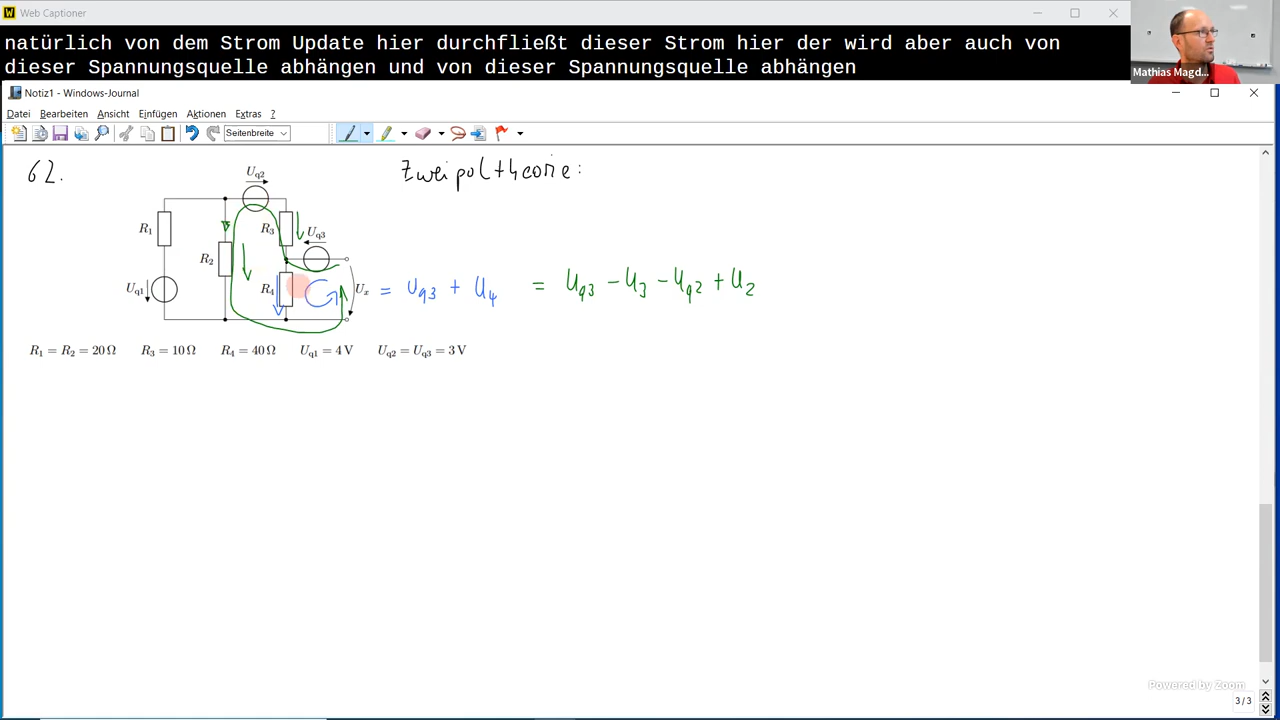 Web Captioner
natürlich von dem Strom Update hier durchfließt dieser Strom hier der wird aber auch von
dieser Spannungsquelle abhängen und von dieser Spannungsquelle abhängen
Mathias Magd...
Notiz1 - Windows-Journal
Datei Bearbeiten Ansicht Einfügen Aktionen Extras ?
Seitenbreite
62.
Zweipoltheorie:
Uq2
R1
R2
R3
Uq3
Uq1
R4
Ux = Uq3 + U4 = Uq3 - U3 - Uq2 + U2
R1 = R2 = 20 Ω R3 = 10 Ω R4 = 40 Ω Uq1 = 4 V Uq2 = Uq3 = 3 V
Powered by Zoom
3/3